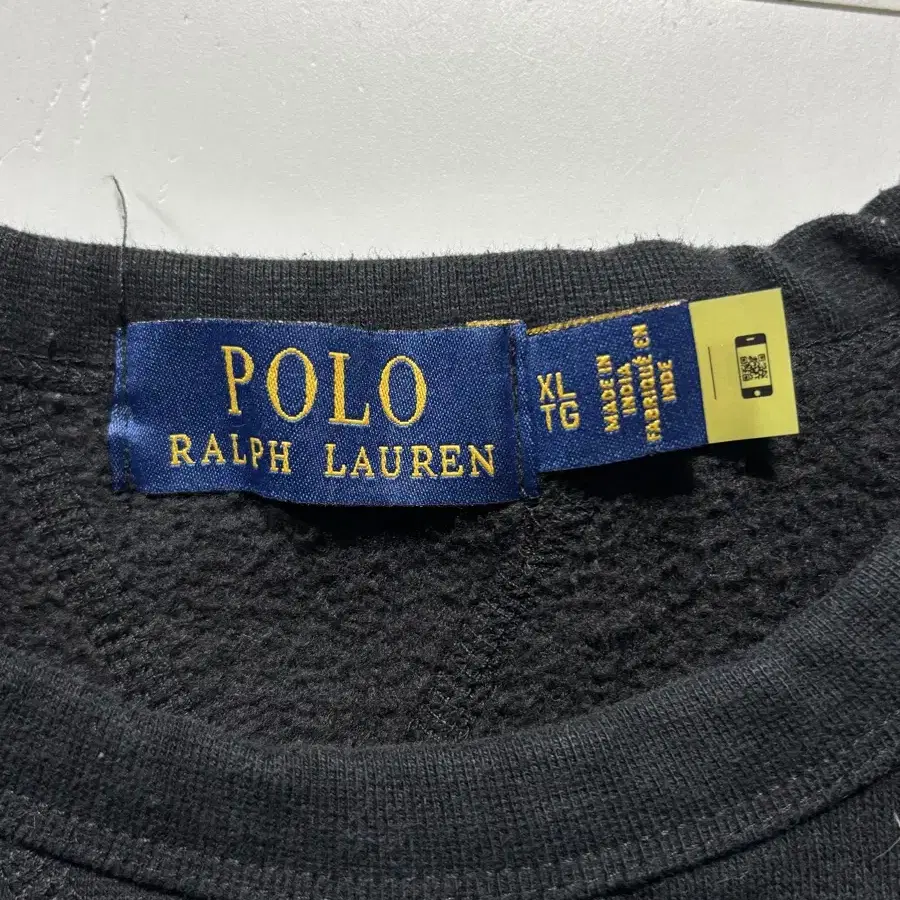 POLO
RALPH LAUREN
XL
TG
MADE IN
INDIA
FABRIQUÉ EN
INDE